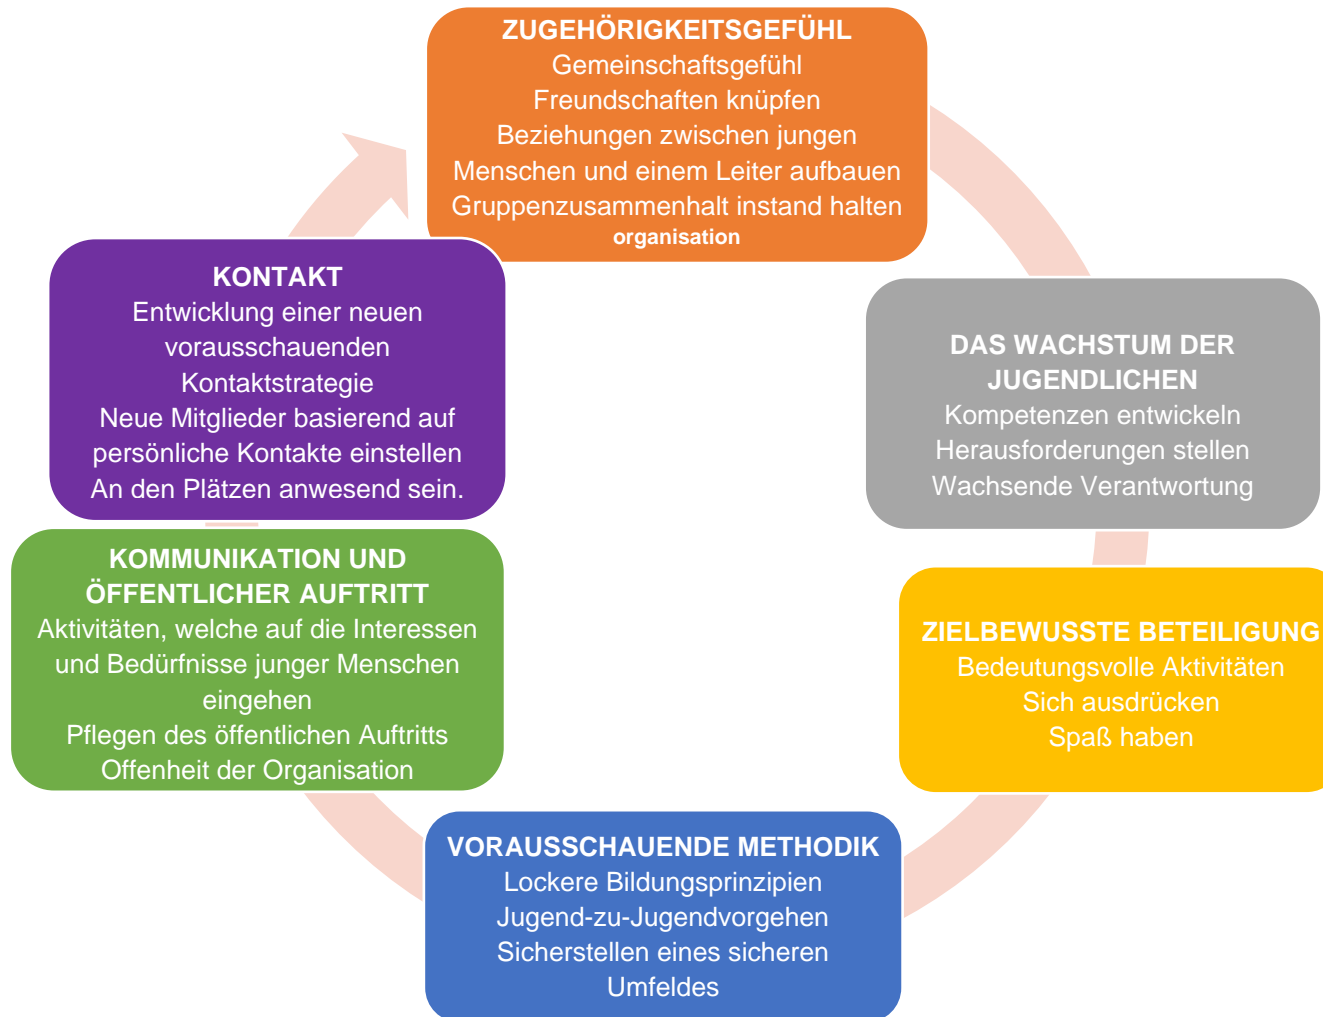 ZUGEHÖRIGKEITSGEFÜHL
Gemeinschaftsgefühl
Freundschaften knüpfen
Beziehungen zwischen jungen
Menschen und einem Leiter aufbauen
Gruppenzusammenhalt instand halten
organisation
DAS WACHSTUM DER
JUGENDLICHEN
Kompetenzen entwickeln
Herausforderungen stellen
Wachsende Verantwortung
ZIELBEWUSSTE BETEILIGUNG
Bedeutungsvolle Aktivitäten
Sich ausdrücken
Spaß haben
VORAUSSCHAUENDE METHODIK
Lockere Bildungsprinzipien
Jugend-zu-Jugendvorgehen
Sicherstellen eines sicheren
Umfeldes
KOMMUNIKATION UND
ÖFFENTLICHER AUFTRITT
Aktivitäten, welche auf die Interessen
und Bedürfnisse junger Menschen
eingehen
Pflegen des öffentlichen Auftritts
Offenheit der Organisation
KONTAKT
Entwicklung einer neuen
vorausschauenden
Kontaktstrategie
Neue Mitglieder basierend auf
persönliche Kontakte einstellen
An den Plätzen anwesend sein.